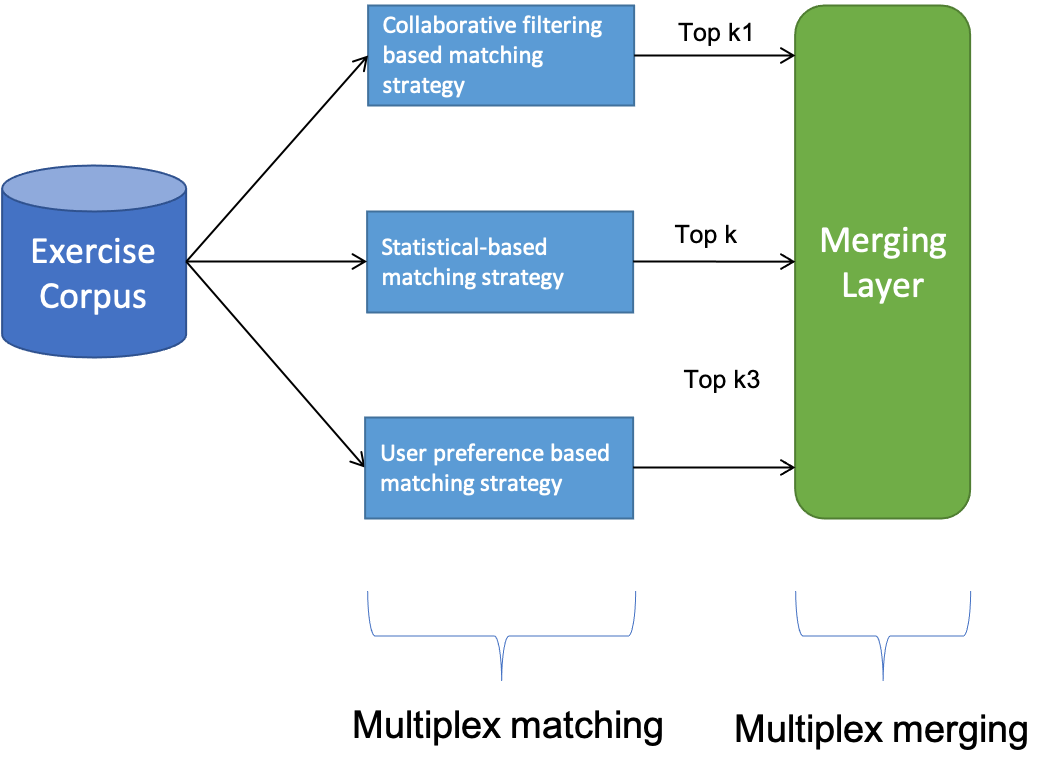 Collaborative filtering
based matching
strategy
Top k1
Exercise
Corpus
Statistical-based
matching strategy
Top k
Merging
Layer
Top k3
User preference based
matching strategy
Multiplex matching
Multiplex merging